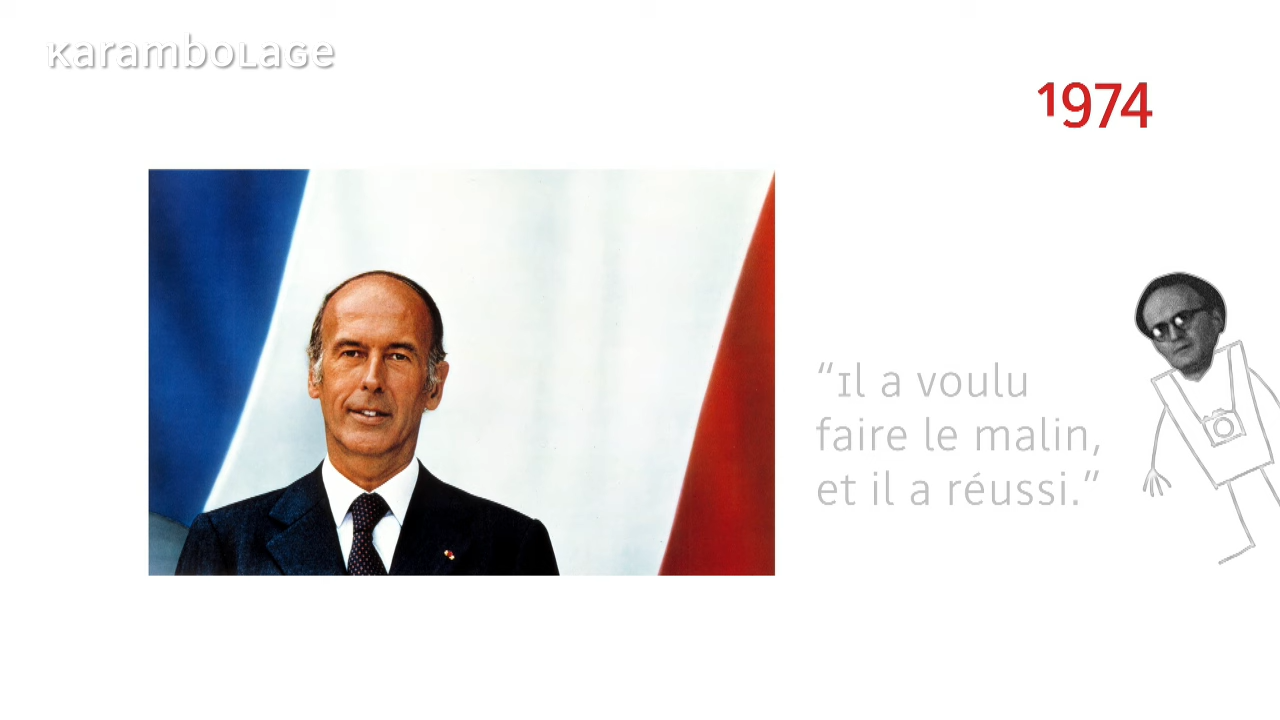 Karambolage
1974
“Il a voulu
faire le malin,
et il a réussi.”